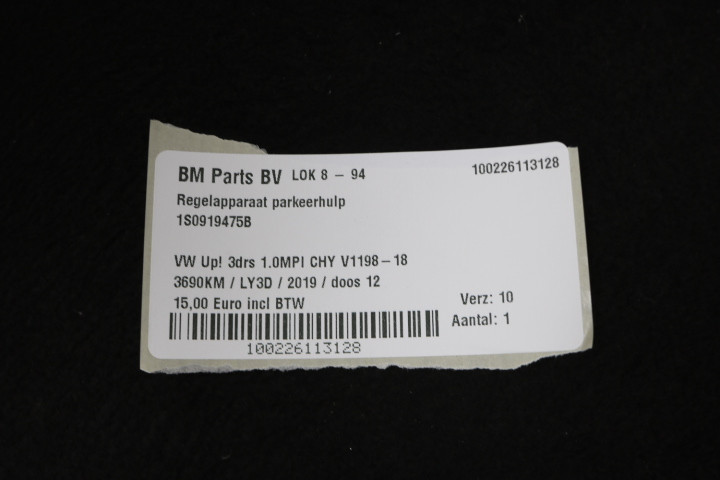 BM Parts BV LOK 8 - 94 100226113128
Regelapparaat parkeerhulp
1S0919475B
VW Up! 3drs 1.0MPI CHY V1198-18
3690KM / LY3D / 2019 / doos 12
15,00 Euro incl BTW Verz: 10
Aantal: 1
100226113128